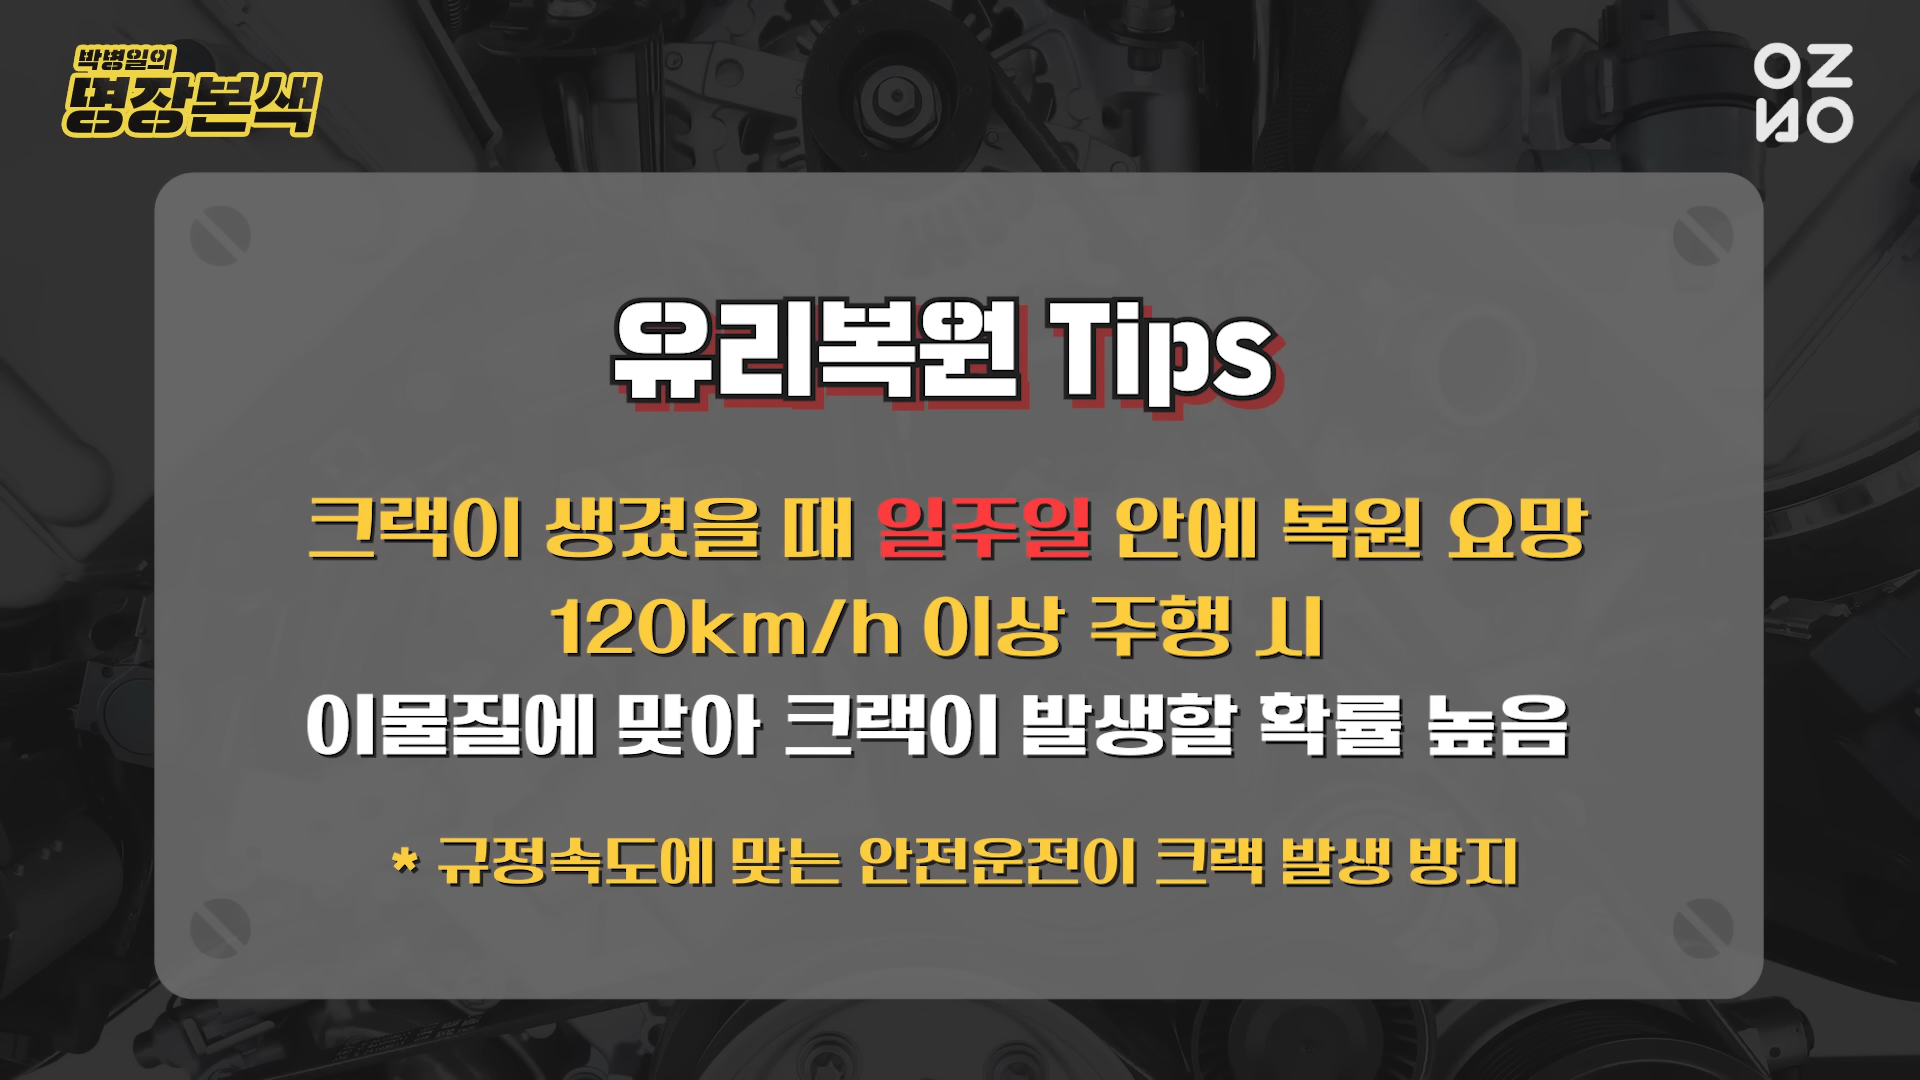 박병일의
명장본색
OZ
NO
유리복원 Tips
크랙이 생겼을 때 일주일 안에 복원 요망
120km/h 이상 주행 시
이물질에 맞아 크랙이 발생할 확률 높음
* 규정속도에 맞는 안전운전이 크랙 발생 방지